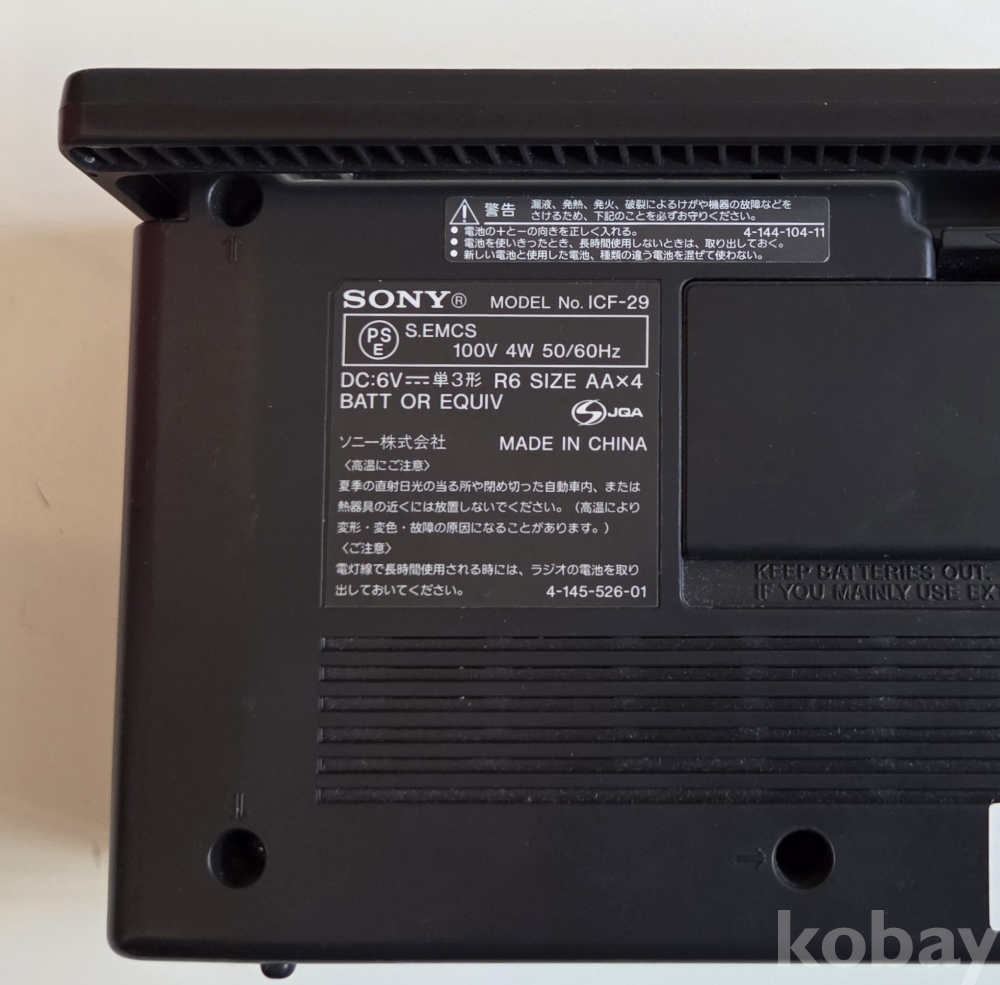 警告 漏液、発熱、発火、破裂によるけがや機器の故障などを
さけるため、下記のことを必ずお守りください。
● 電池の+と−の向きを正しく入れる。 4-144-104-11
● 電池を使いきったとき、長時間使用しないときは、取り出しておく。
● 新しい電池と使用した電池、種類の違う電池を混ぜて使わない。
SONY® MODEL No. ICF-29
PS E S.EMCS
100V 4W 50/60Hz
DC:6V⎓単3形 R6 SIZE AA×4
BATT OR EQUIV JQA
ソニー株式会社 MADE IN CHINA
〈高温にご注意〉
夏季の直射日光の当る所や閉め切った自動車内、または
熱器具の近くには放置しないでください。(高温により
変形・変色・故障の原因になることがあります。)
〈ご注意〉
電灯線で長時間使用される時には、ラジオの電池を取り
出しておいてください。 4-145-526-01
KEEP BATTERIES OUT.
IF YOU MAINLY USE EX
kobay